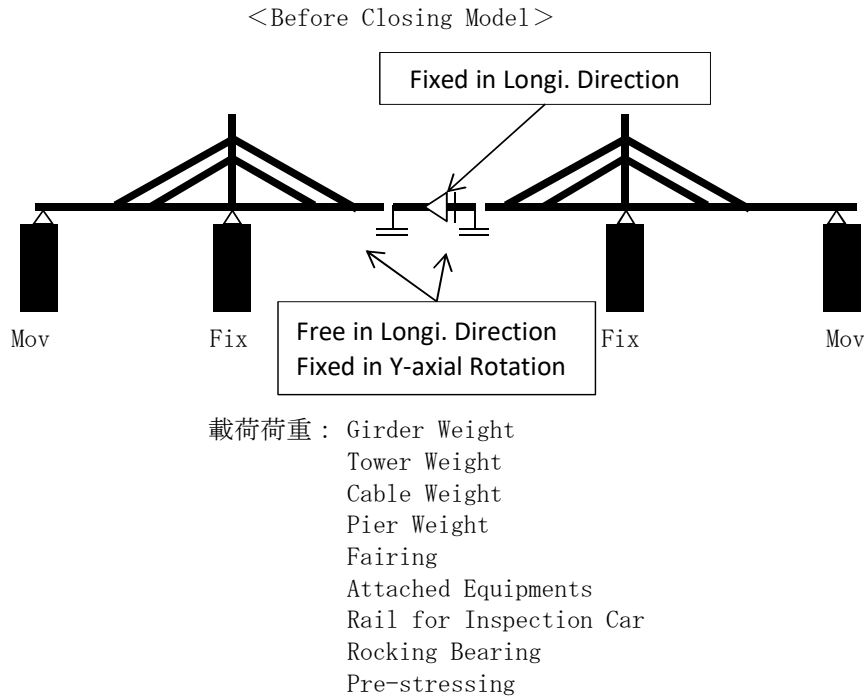 ＜Before Closing Model＞
Fixed in Longi. Direction
Mov
Fix
Free in Longi. Direction
Fixed in Y-axial Rotation
Fix
Mov
載荷荷重：Girder Weight
Tower Weight
Cable Weight
Pier Weight
Fairing
Attached Equipments
Rail for Inspection Car
Rocking Bearing
Pre-stressing